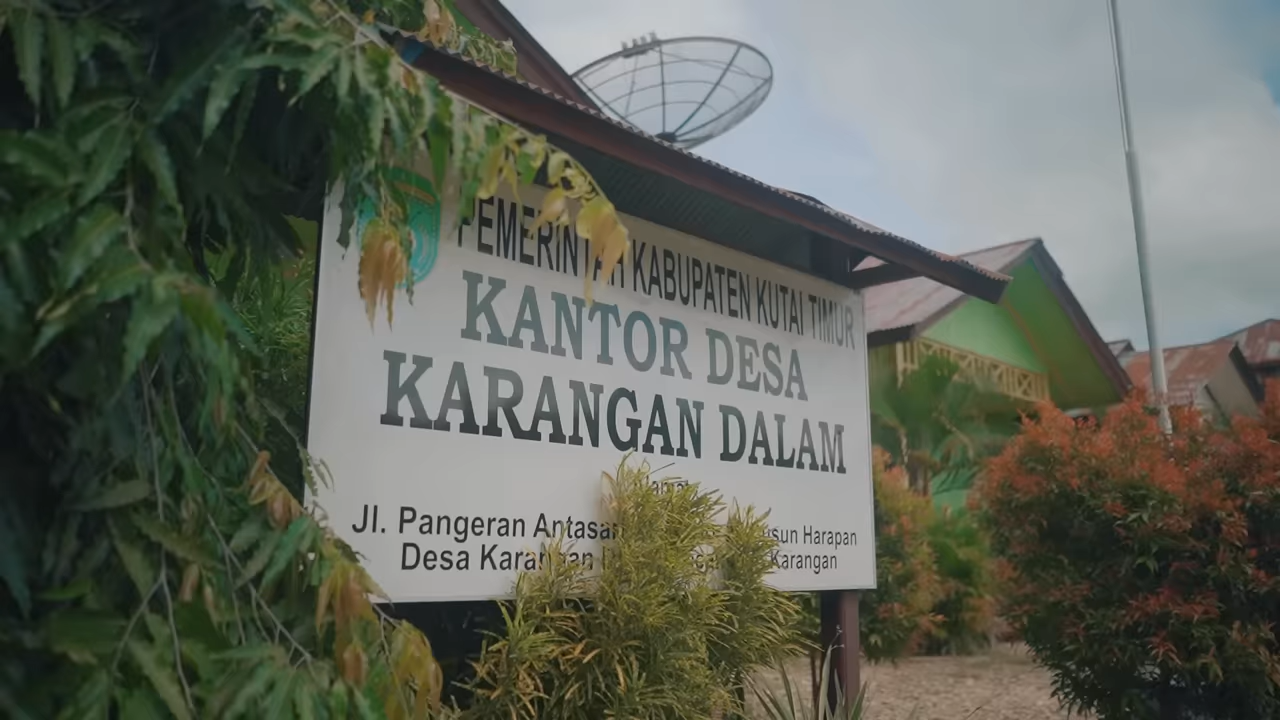 PEMERINTAH KABUPATEN KUTAI TIMUR
KANTOR DESA
KARANGAN DALAM
Jl. Pangeran Antasari Harapan
Desa Karangan Karangan